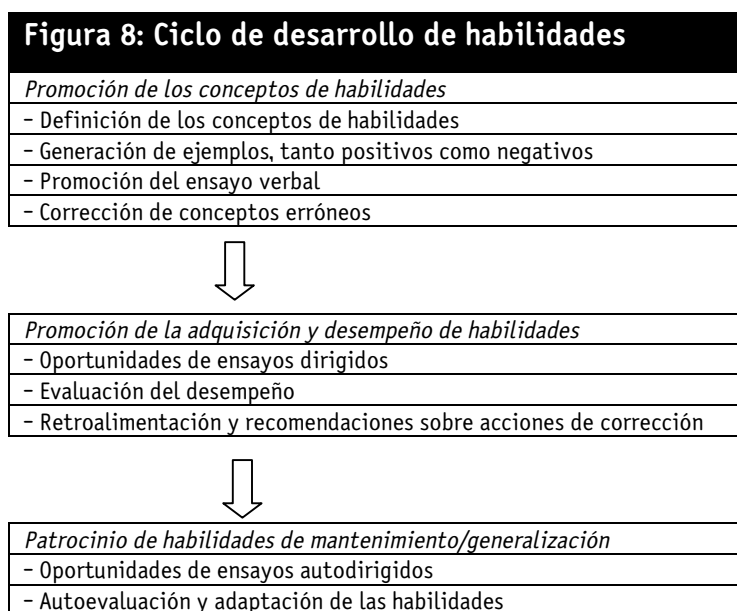 Figura 8: Ciclo de desarrollo de habilidades
Promoción de los conceptos de habilidades
- Definición de los conceptos de habilidades
- Generación de ejemplos, tanto positivos como negativos
- Promoción del ensayo verbal
- Corrección de conceptos erróneos
Promoción de la adquisición y desempeño de habilidades
- Oportunidades de ensayos dirigidos
- Evaluación del desempeño
- Retroalimentación y recomendaciones sobre acciones de corrección
Patrocinio de habilidades de mantenimiento/generalización
- Oportunidades de ensayos autodirigidos
- Autoevaluación y adaptación de las habilidades